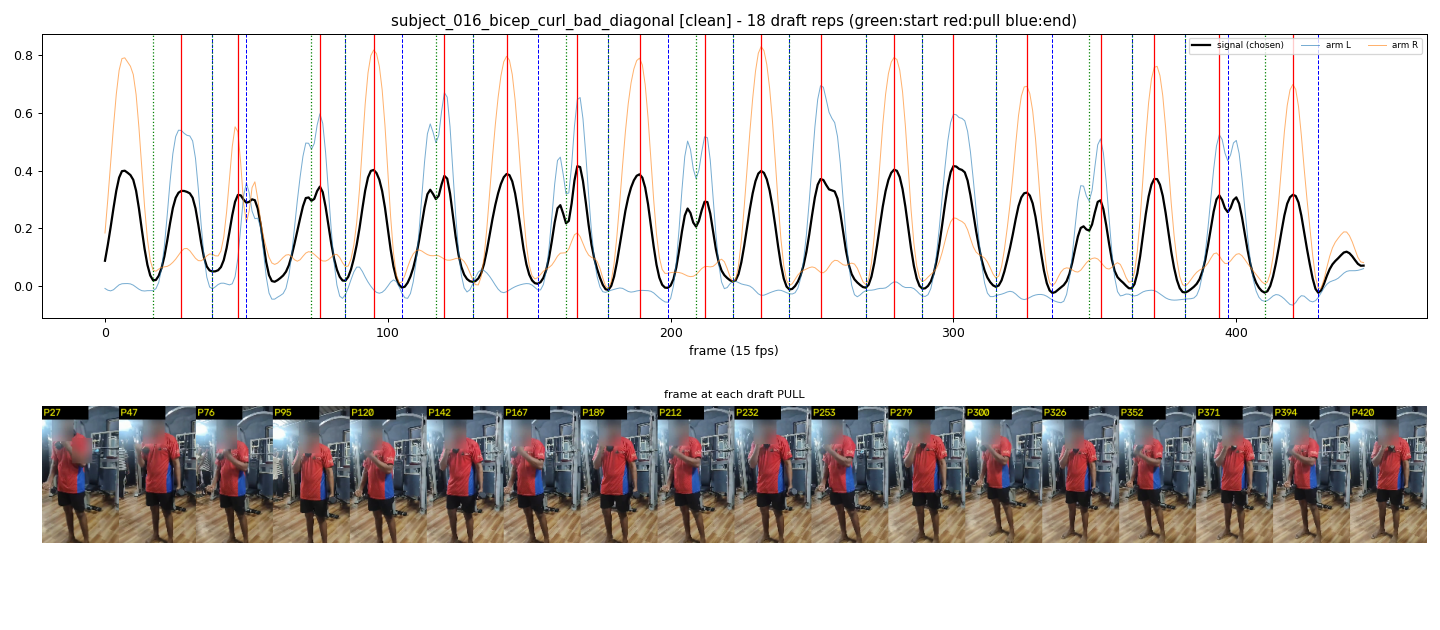 subject_016_bicep_curl_bad_diagonal [clean] - 18 draft reps (green:start red:pull blue:end)
signal (chosen) arm L arm R
0.8
0.6
0.4
0.2
0.0
0 100 200 300 400
frame (15 fps)
frame at each draft PULL
P27 P47 P76 P95 P120 P142 P167 P189 P212 P232 P253 P279 P300 P326 P352 P371 P394 P420